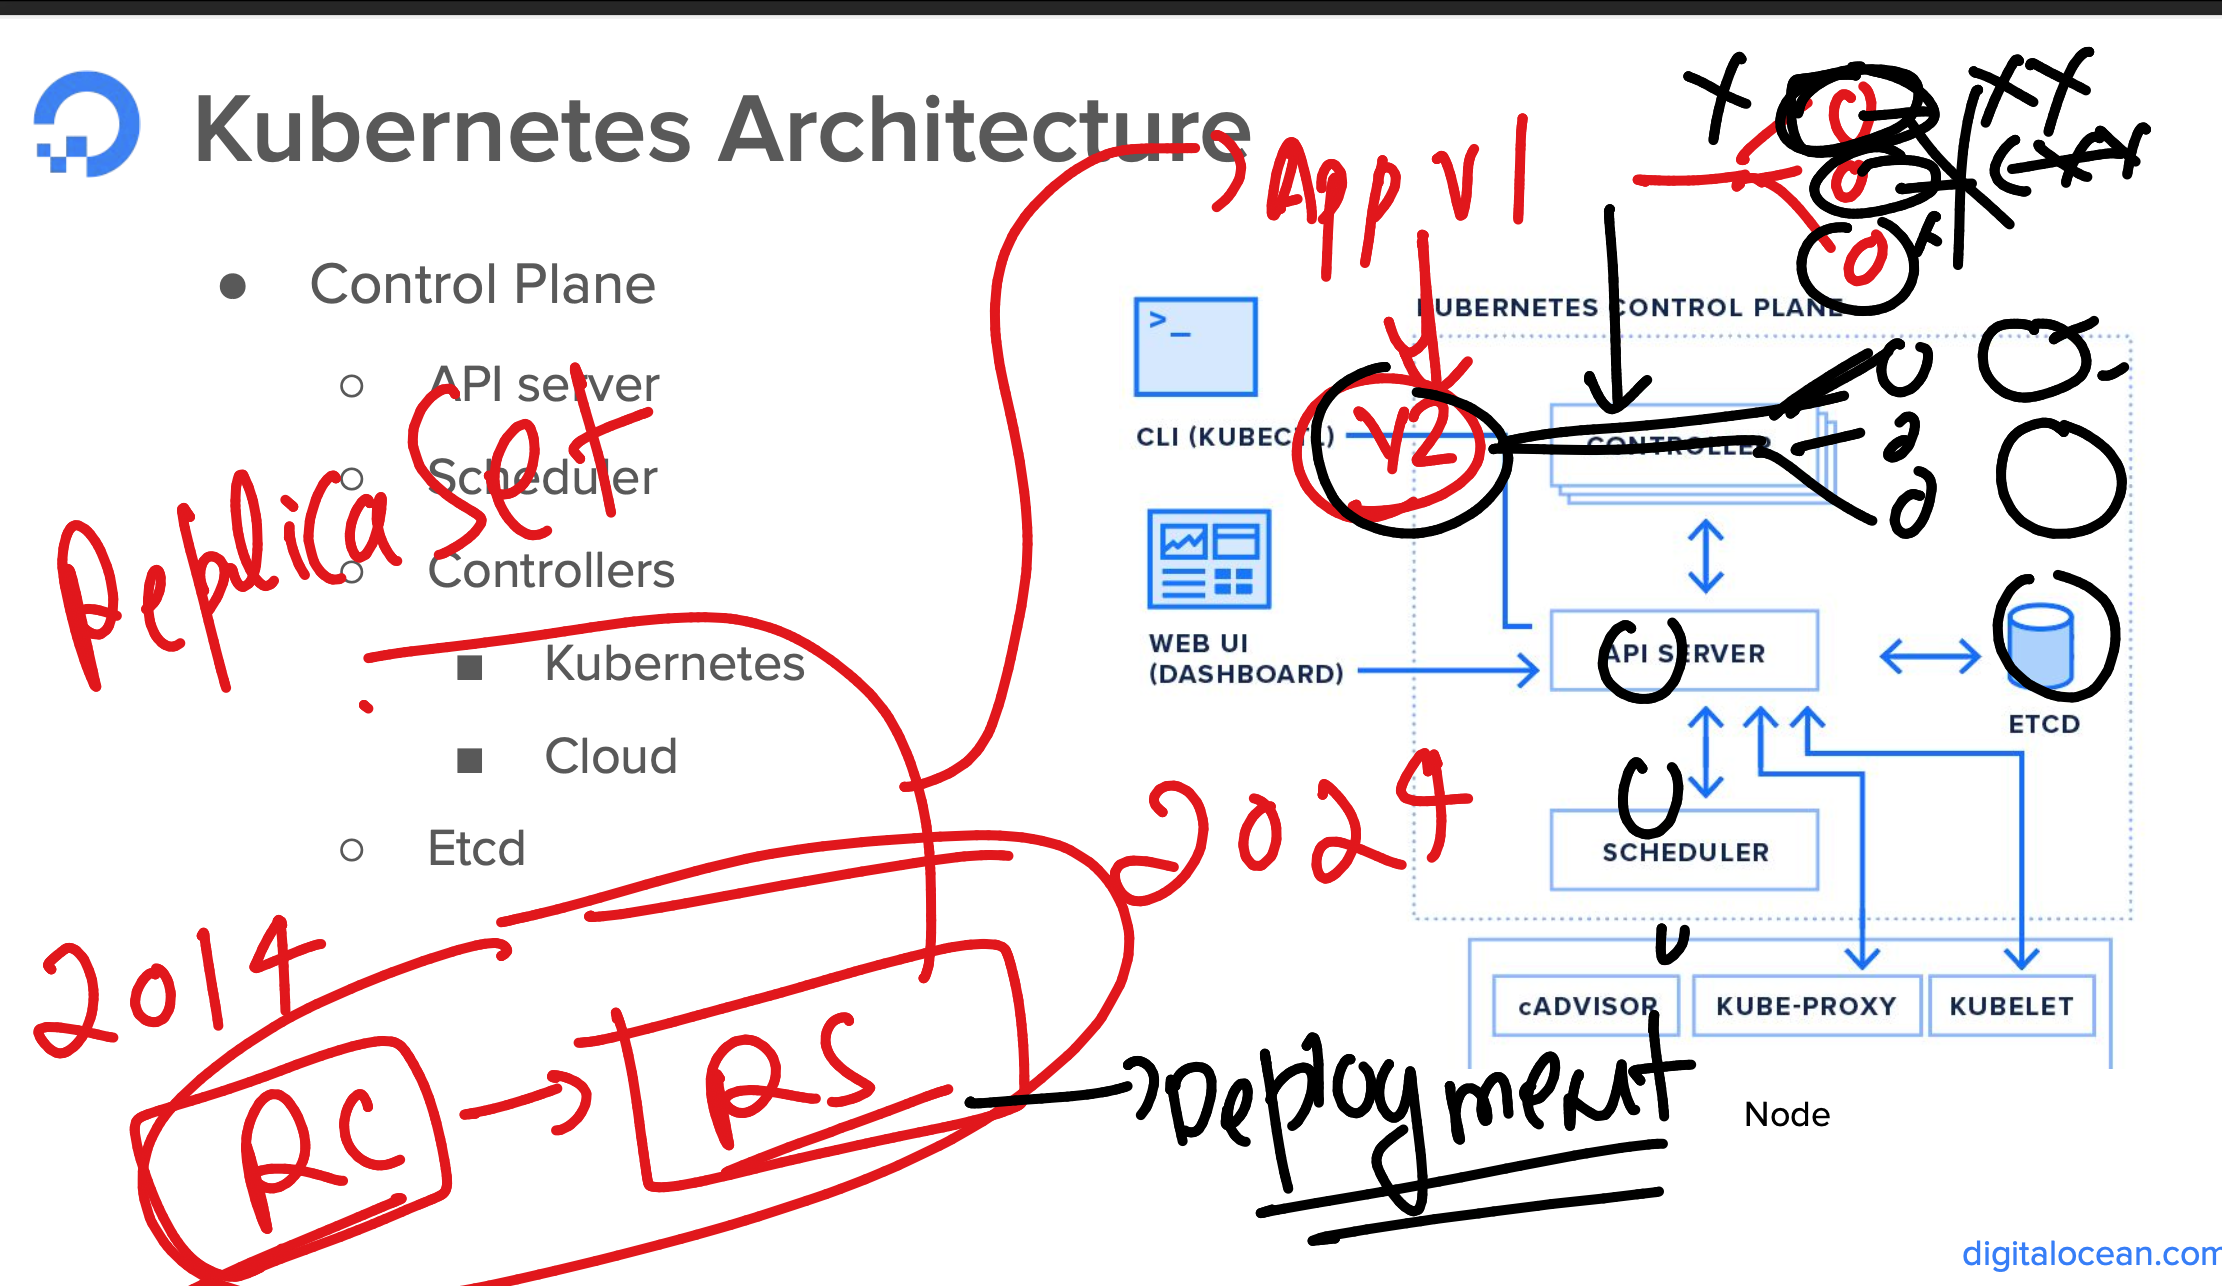 Kubernetes Architecture
App v1
Control Plane
API server
Scheduler
Controllers
Kubernetes
Cloud
Etcd
ReplicaSet
KUBERNETES CONTROL PLANE
>_
CLI (KUBECTL)
v2
CONTROLLER
WEB UI
(DASHBOARD)
API SERVER
ETCD
SCHEDULER
2014
2024
RC
RS
Deployment
cADVISOR
KUBE-PROXY
KUBELET
Node
digitalocean.com